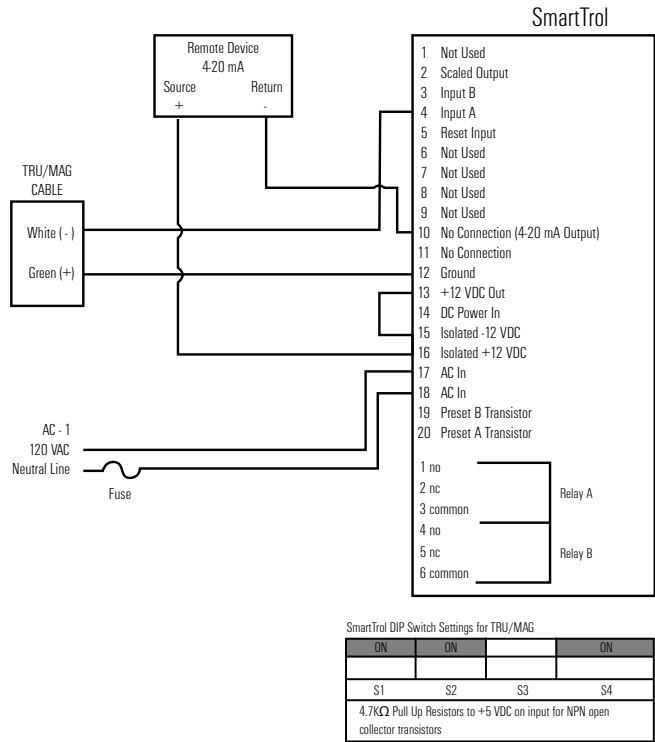 SmartTrol
Remote Device
4-20 mA
Source Return
+ -
1 Not Used
2 Scaled Output
3 Input B
4 Input A
5 Reset Input
6 Not Used
7 Not Used
8 Not Used
9 Not Used
10 No Connection (4-20 mA Output)
11 No Connection
12 Ground
13 +12 VDC Out
14 DC Power In
15 Isolated -12 VDC
16 Isolated +12 VDC
17 AC In
18 AC In
19 Preset B Transistor
20 Preset A Transistor
1 no
2 nc
3 common
4 no
5 nc
6 common
Relay A
Relay B
TRU/MAG
CABLE
White ( - )
Green (+)
AC - 1
120 VAC
Neutral Line
Fuse
SmartTrol DIP Switch Settings for TRU/MAG
ON ON ON
S1 S2 S3 S4
4.7KΩ Pull Up Resistors to +5 VDC on input for NPN open
collector transistors